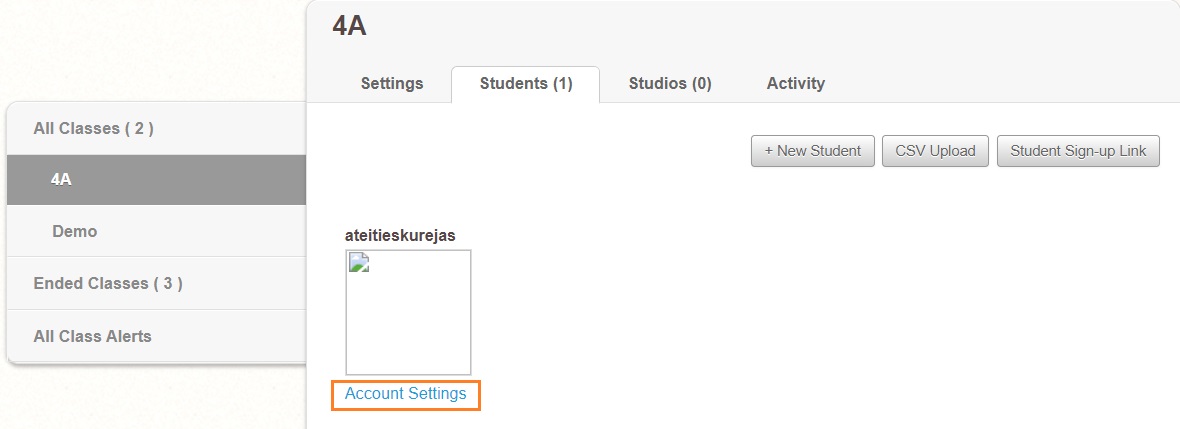 4A
Settings
Students (1)
Studios (0)
Activity
All Classes ( 2 )
4A
Demo
Ended Classes ( 3 )
All Class Alerts
+ New Student
CSV Upload
Student Sign-up Link
ateitieskurejas
Account Settings